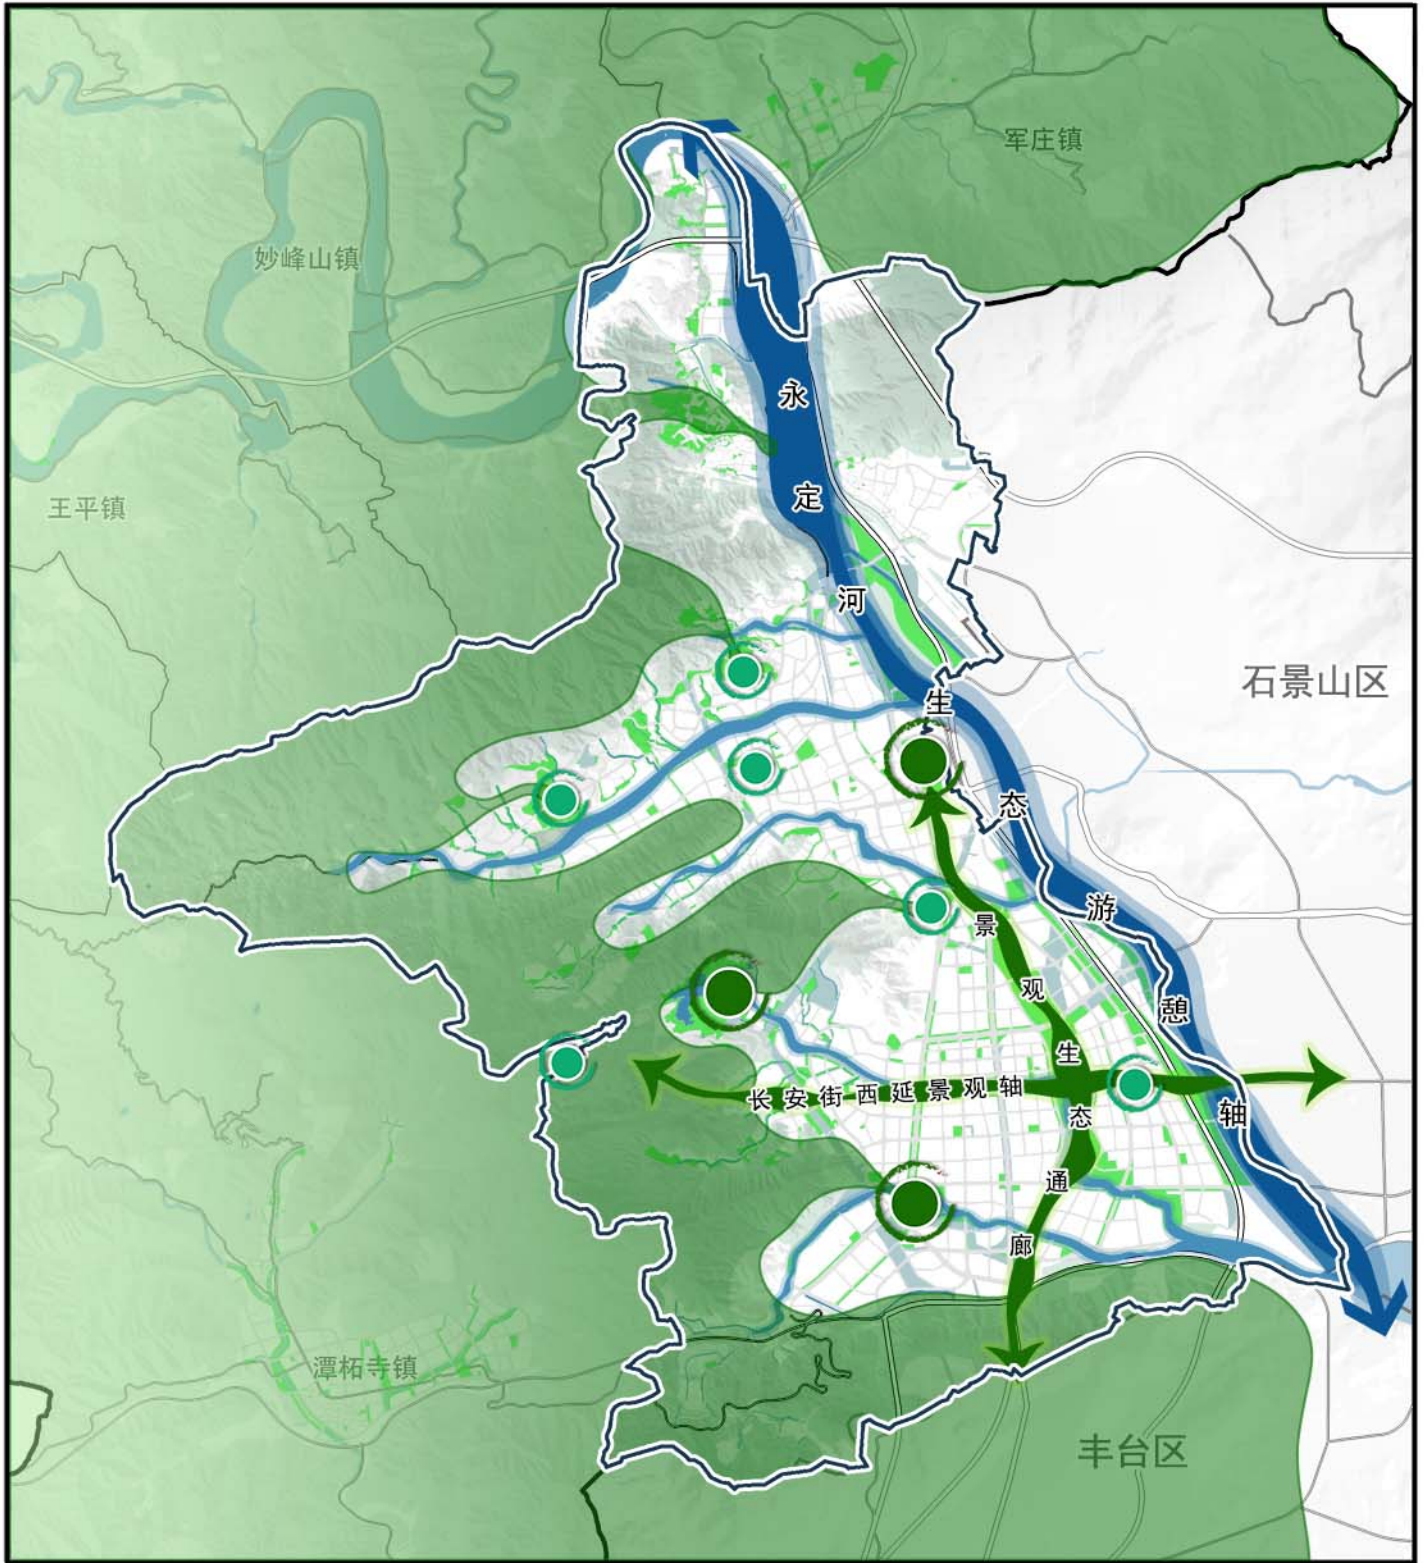 军庄镇
妙峰山镇
王平镇
石景山区
永定河生态游憩轴
景观生态通廊
长安街西延景观轴
潭柘寺镇
丰台区